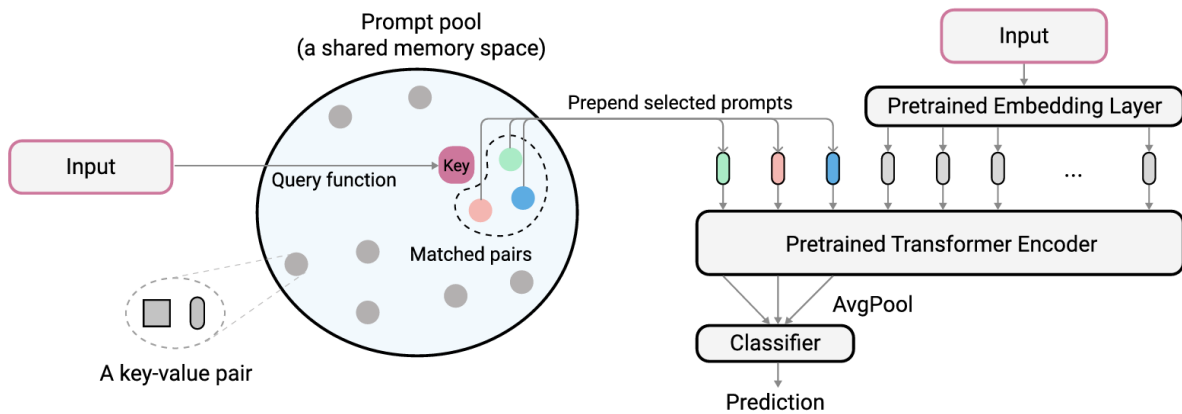 Prompt pool
(a shared memory space)
Input
Query function
Key
Matched pairs
A key-value pair
Prepend selected prompts
Input
Pretrained Embedding Layer
...
Pretrained Transformer Encoder
AvgPool
Classifier
Prediction